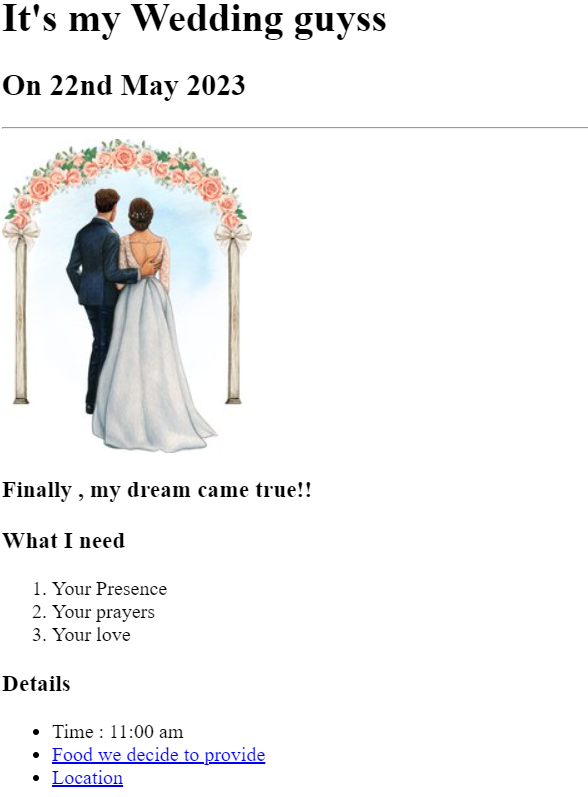 It's my Wedding guyss
On 22nd May 2023
Finally , my dream came true!!
What I need
1. Your Presence
2. Your prayers
3. Your love
Details
• Time : 11:00 am
• Food we decide to provide
• Location